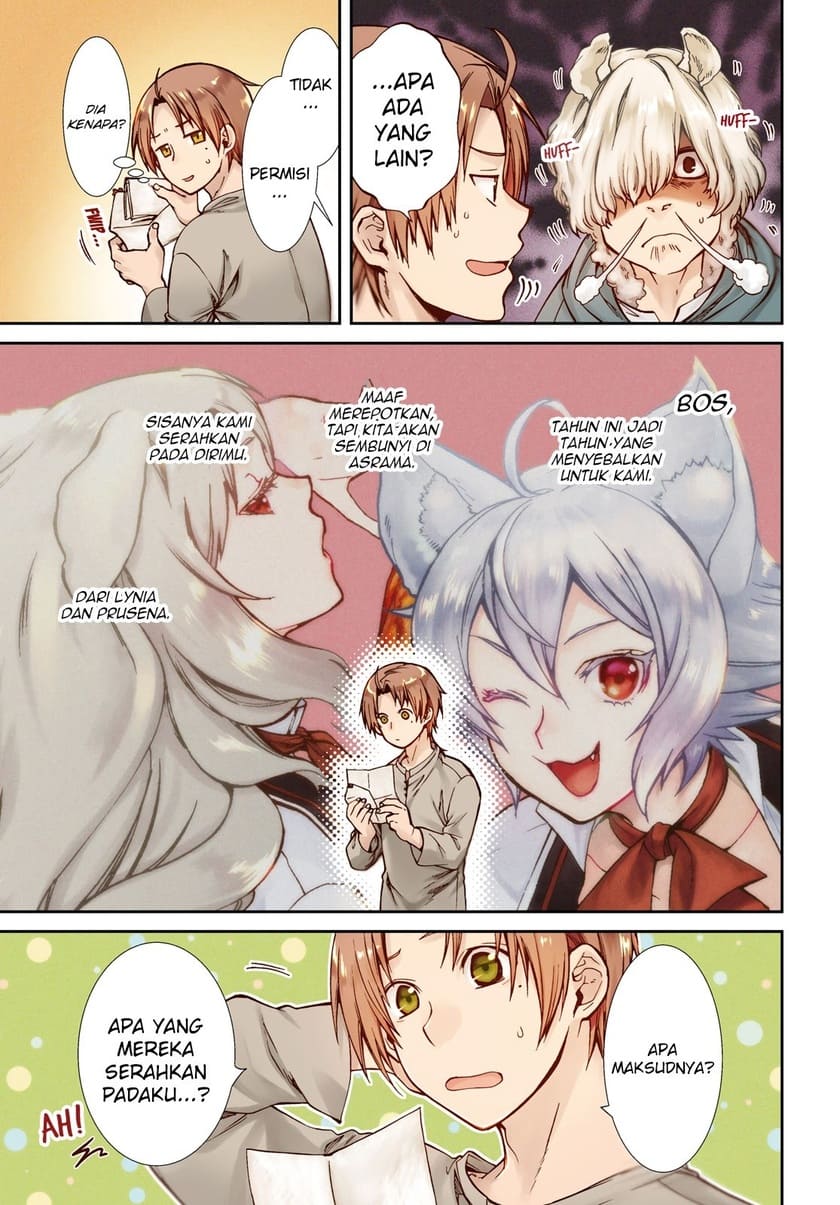 ...APA
ADA
YANG
LAIN?
HUFF-
HUFF-
TIDAK
...
PERMISI
...
DIA
KENAPA?
FWIP...
BOS,
TAHUN INI JADI
TAHUN YANG
MENYEBALKAN
UNTUK KAMI.
MAAF
MEREPOTKAN,
TAPI KITA AKAN
SEMBUNYI DI
ASRAMA.
SISANYA KAMI
SERAHKAN
PADA DIRIMU.
DARI LYNIA
DAN PRUSENA.
APA
MAKSUDNYA?
APA YANG
MEREKA
SERAHKAN
PADAKU...?
AH!